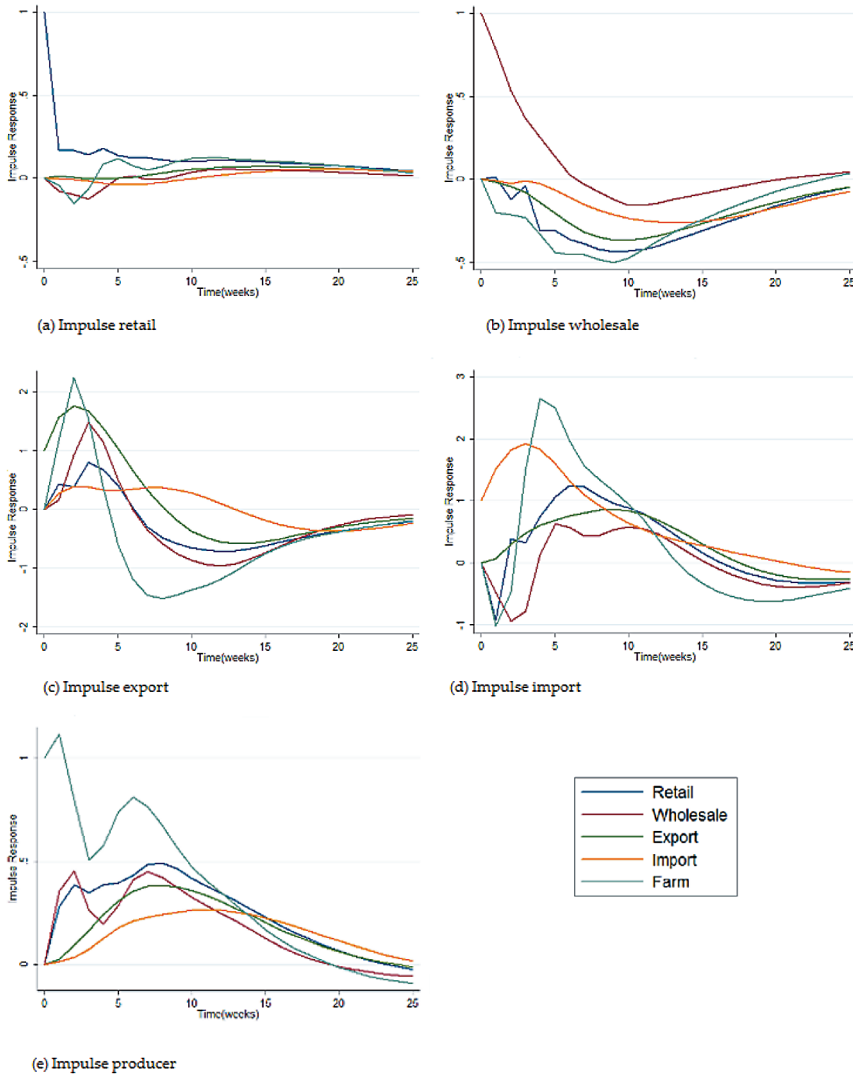 1
.5
0
-.5
Impulse Response
0 5 10 15 20 25
Time(weeks)
(a) Impulse retail
1
.5
0
-.5
Impulse Response
0 5 10 15 20 25
Time(weeks)
(b) Impulse wholesale
2
1
0
-1
-2
Impulse Response
0 5 10 15 20 25
Time(weeks)
(c) Impulse export
3
2
1
0
-1
Impulse Response
0 5 10 15 20 25
Time(weeks)
(d) Impulse import
1
.5
0
Impulse Response
0 5 10 15 20 25
Time(weeks)
(e) Impulse producer
Retail
Wholesale
Export
Import
Farm